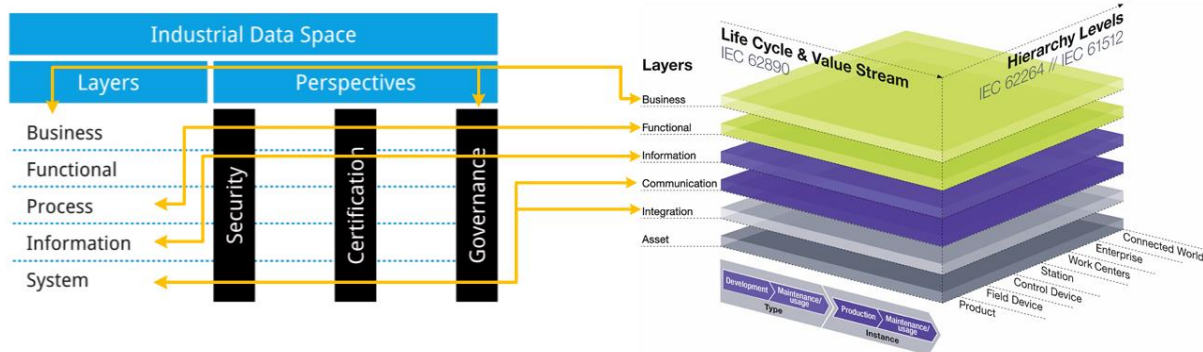 Industrial Data Space
Layers
Perspectives
Business
Functional
Process
Information
System
Security
Certification
Governance
Life Cycle & Value Stream
IEC 62890
Hierarchy Levels
IEC 62264 // IEC 61512
Layers
Business
Functional
Information
Communication
Integration
Asset
Connected World
Enterprise
Work Centers
Station
Control Device
Field Device
Product
Development
Maintenance/
usage
Production
Maintenance/
usage
Type
Instance